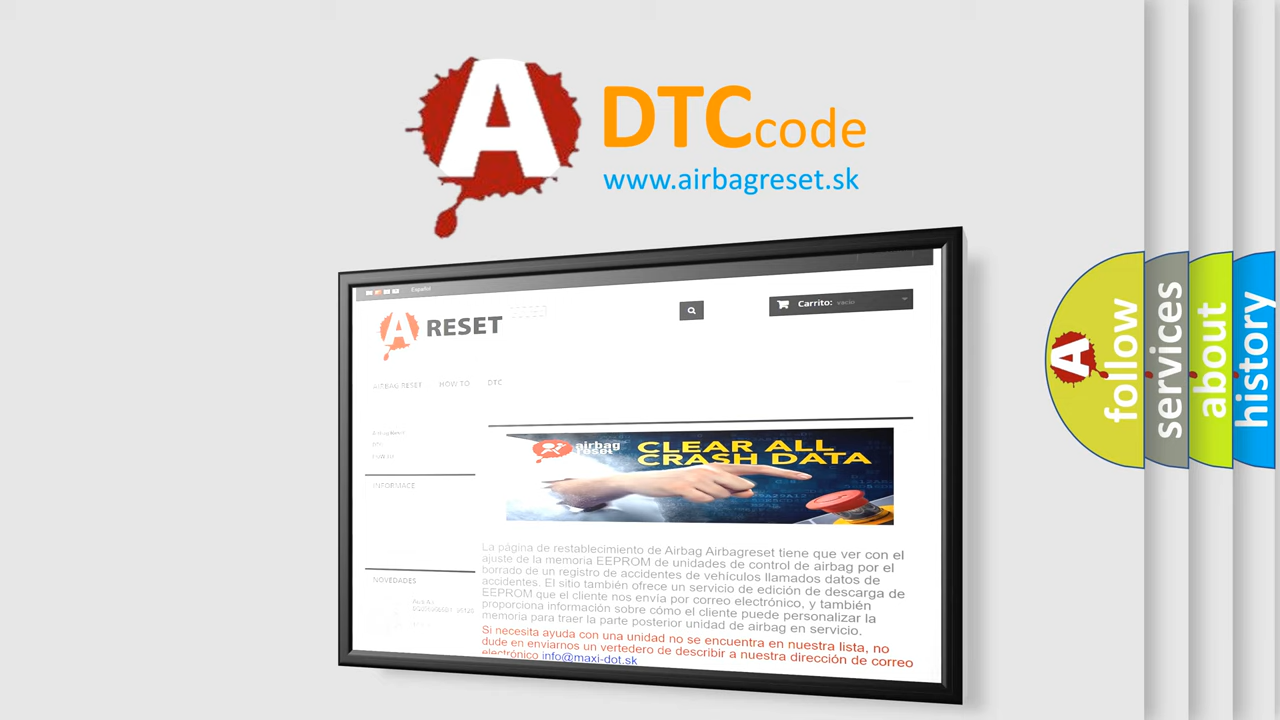 A DTCcode
www.airbagreset.sk
Español
A RESET
Carrito: vacío
AIRBAG RESET HOW TO DTC
INFORMACE
NOVEDADES
airbag
reset
CLEAR ALL
CRASH DATA
La página de restablecimiento de Airbag Airbagreset tiene que ver con el
ajuste de la memoria EEPROM de unidades de control de airbag por el
borrado de un registro de accidentes de vehículos llamados datos de
accidentes. El sitio también ofrece un servicio de edición de descarga de
EEPROM que el cliente nos envía por correo electrónico, y también
proporciona información sobre cómo el cliente puede personalizar la
memoria para traer la parte posterior unidad de airbag en servicio.
Si necesita ayuda con una unidad no se encuentra en nuestra lista, no
dude en enviarnos un vertedero de describir a nuestra dirección de correo
electrónico info@maxi-dot.sk
A
follow
services
about
history